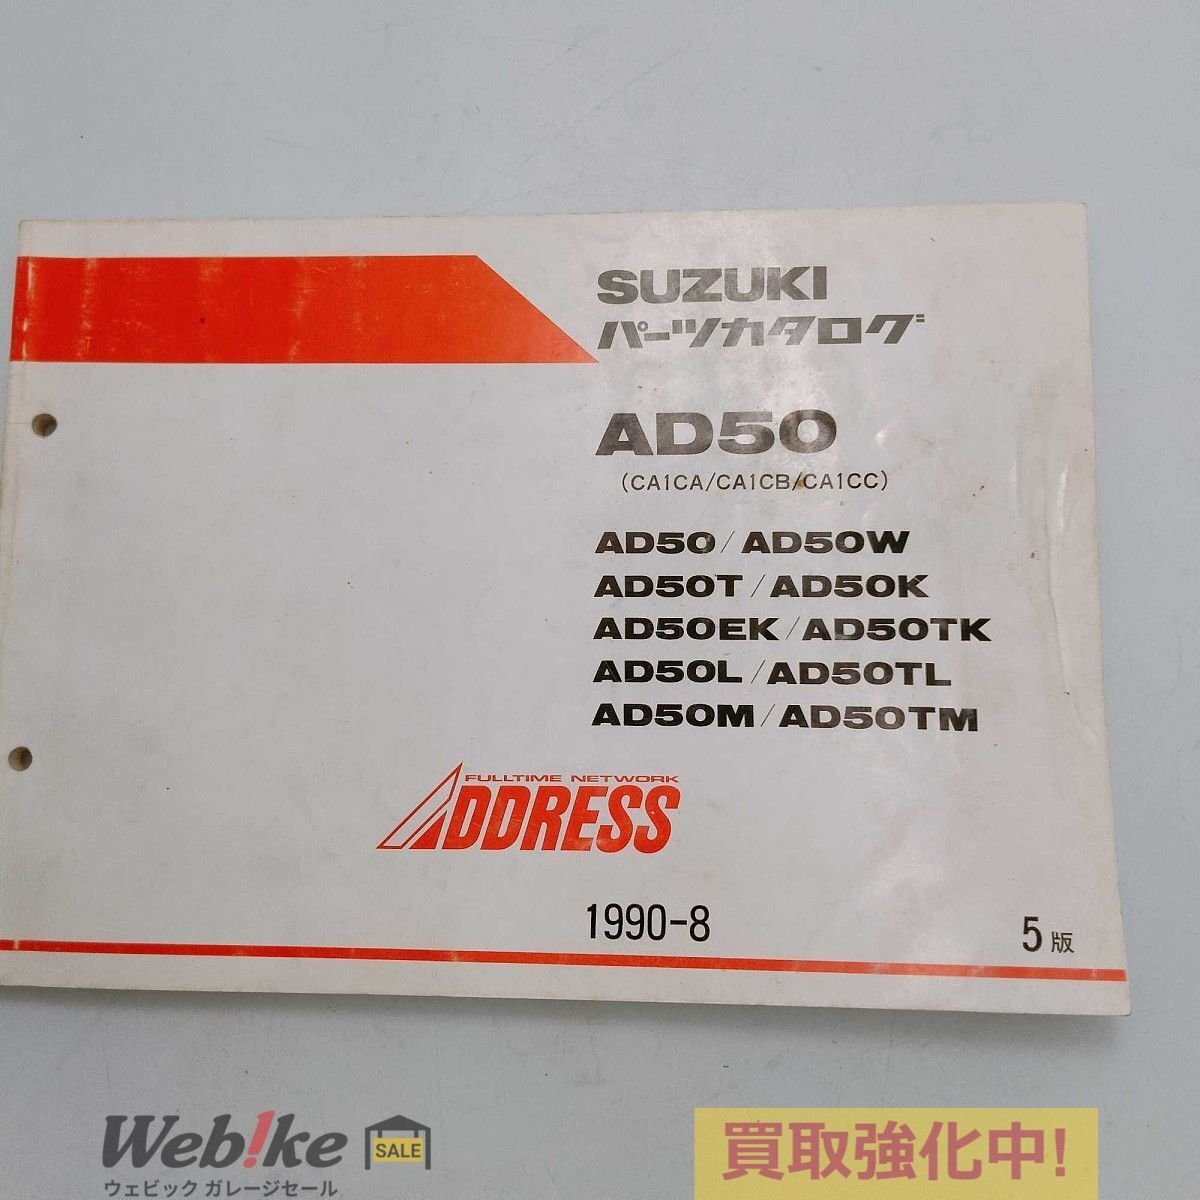 SUZUKI
パーツカタログ
AD50
(CA1CA/CA1CB/CA1CC)
AD50/AD50W
AD50T/AD50K
AD50EK/AD50TK
AD50L/AD50TL
AD50M/AD50TM
FULLTIME NETWORK
ADDRESS
1990-8
5版
Web!ke
SALE
ウェビック ガレージセール
買取強化中!